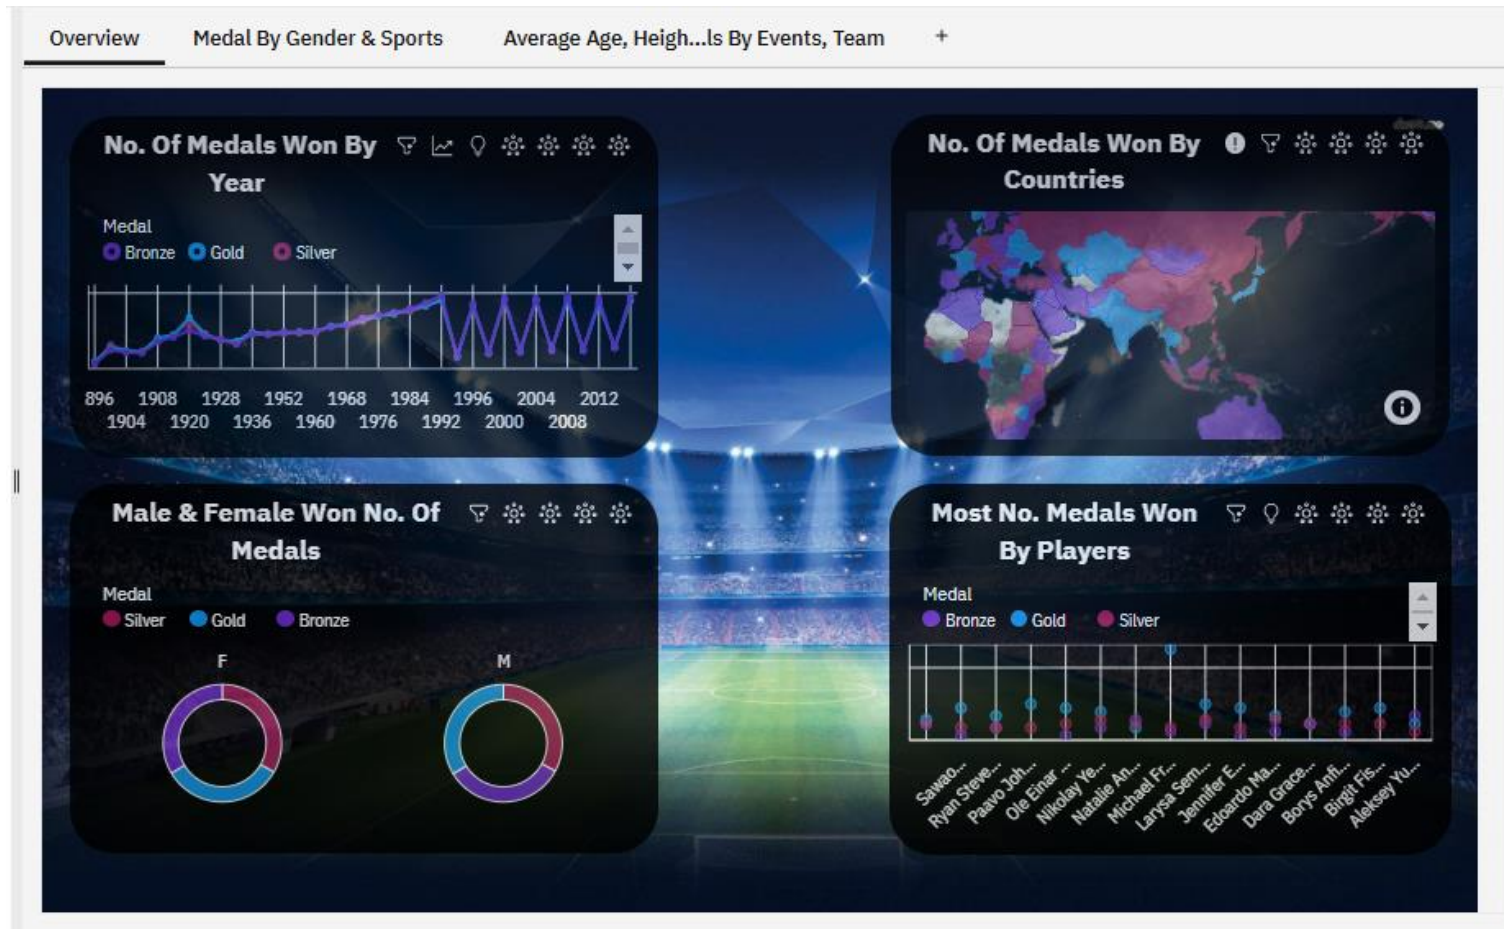 Overview Medal By Gender & Sports Average Age, Heigh...ls By Events, Team +
No. Of Medals Won By
Year
Medal
Bronze Gold Silver
896 1908 1928 1952 1968 1984 1996 2004 2012
1904 1920 1936 1960 1976 1992 2000 2008
No. Of Medals Won By
Countries
Male & Female Won No. Of
Medals
Medal
Silver Gold Bronze
F M
Most No. Medals Won
By Players
Medal
Bronze Gold Silver
Sawao...
Ryan Steve...
Paavo Joh...
Ole Einar ...
Nikolay Ye...
Natalie An...
Michael Fr...
Larysa Sem...
Jennifer E...
Edoardo Ma...
Dara Grace...
Borys Anfi...
Birgit Fis...
Aleksey Yu...